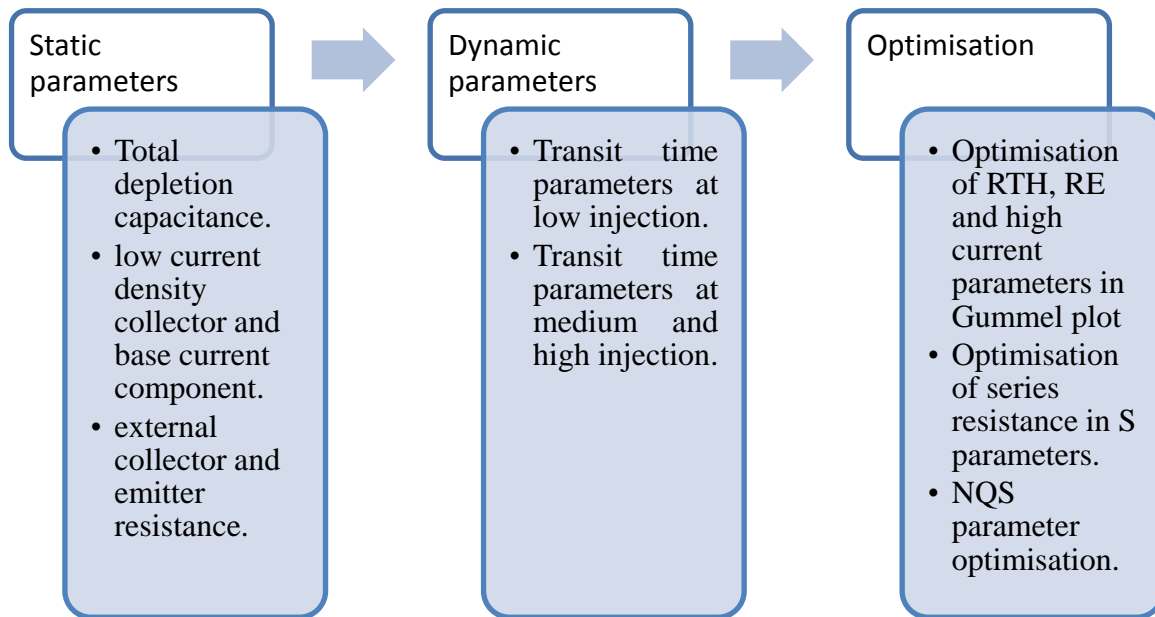 Static
parameters
• Total
depletion
capacitance.
• low current
density
collector and
base current
component.
• external
collector and
emitter
resistance.
Dynamic
parameters
• Transit time
parameters at
low injection.
• Transit time
parameters at
medium and
high injection.
Optimisation
• Optimisation
of RTH, RE
and high
current
parameters in
Gummel plot
• Optimisation
of series
resistance in S
parameters.
• NQS
parameter
optimisation.